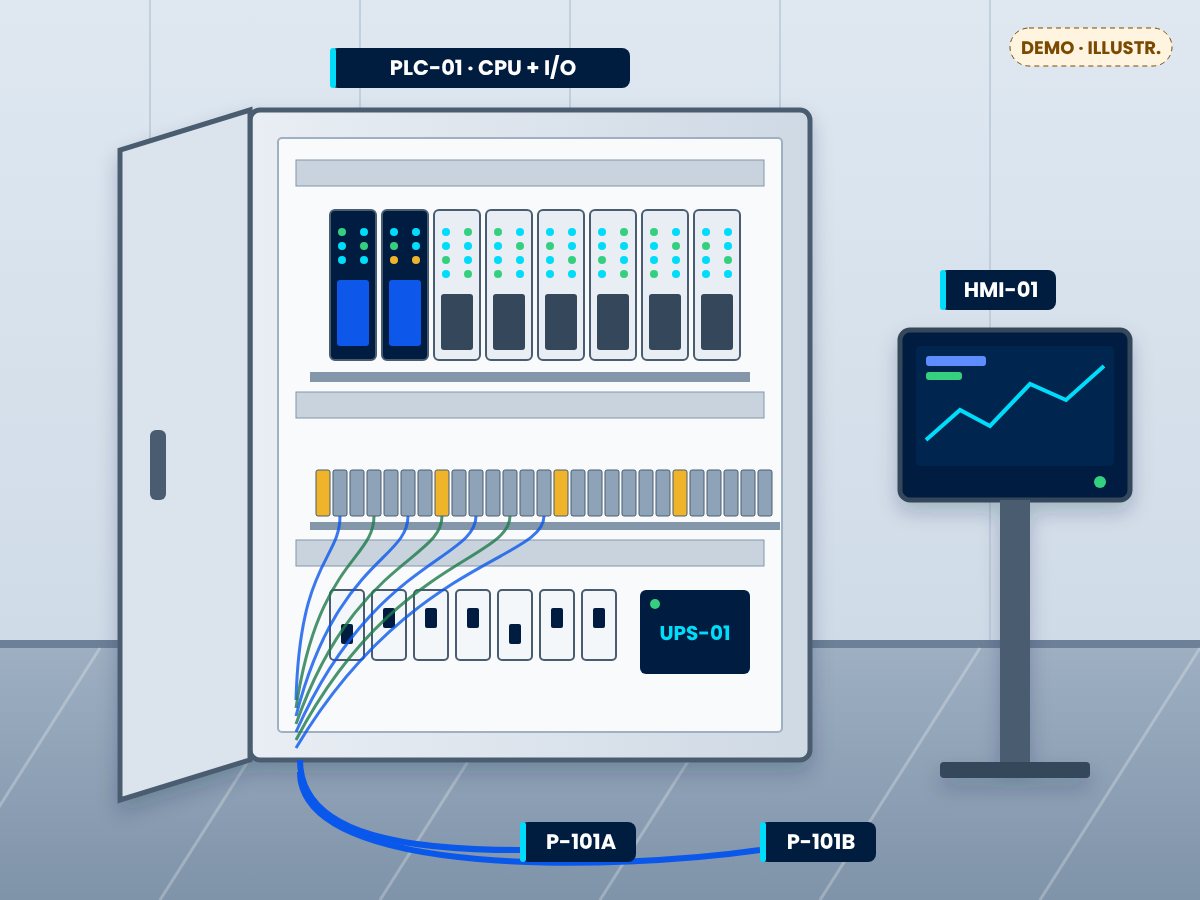 DEMO · ILLUSTR.
PLC-01 · CPU + I/O
HMI-01
UPS-01
P-101A
P-101B